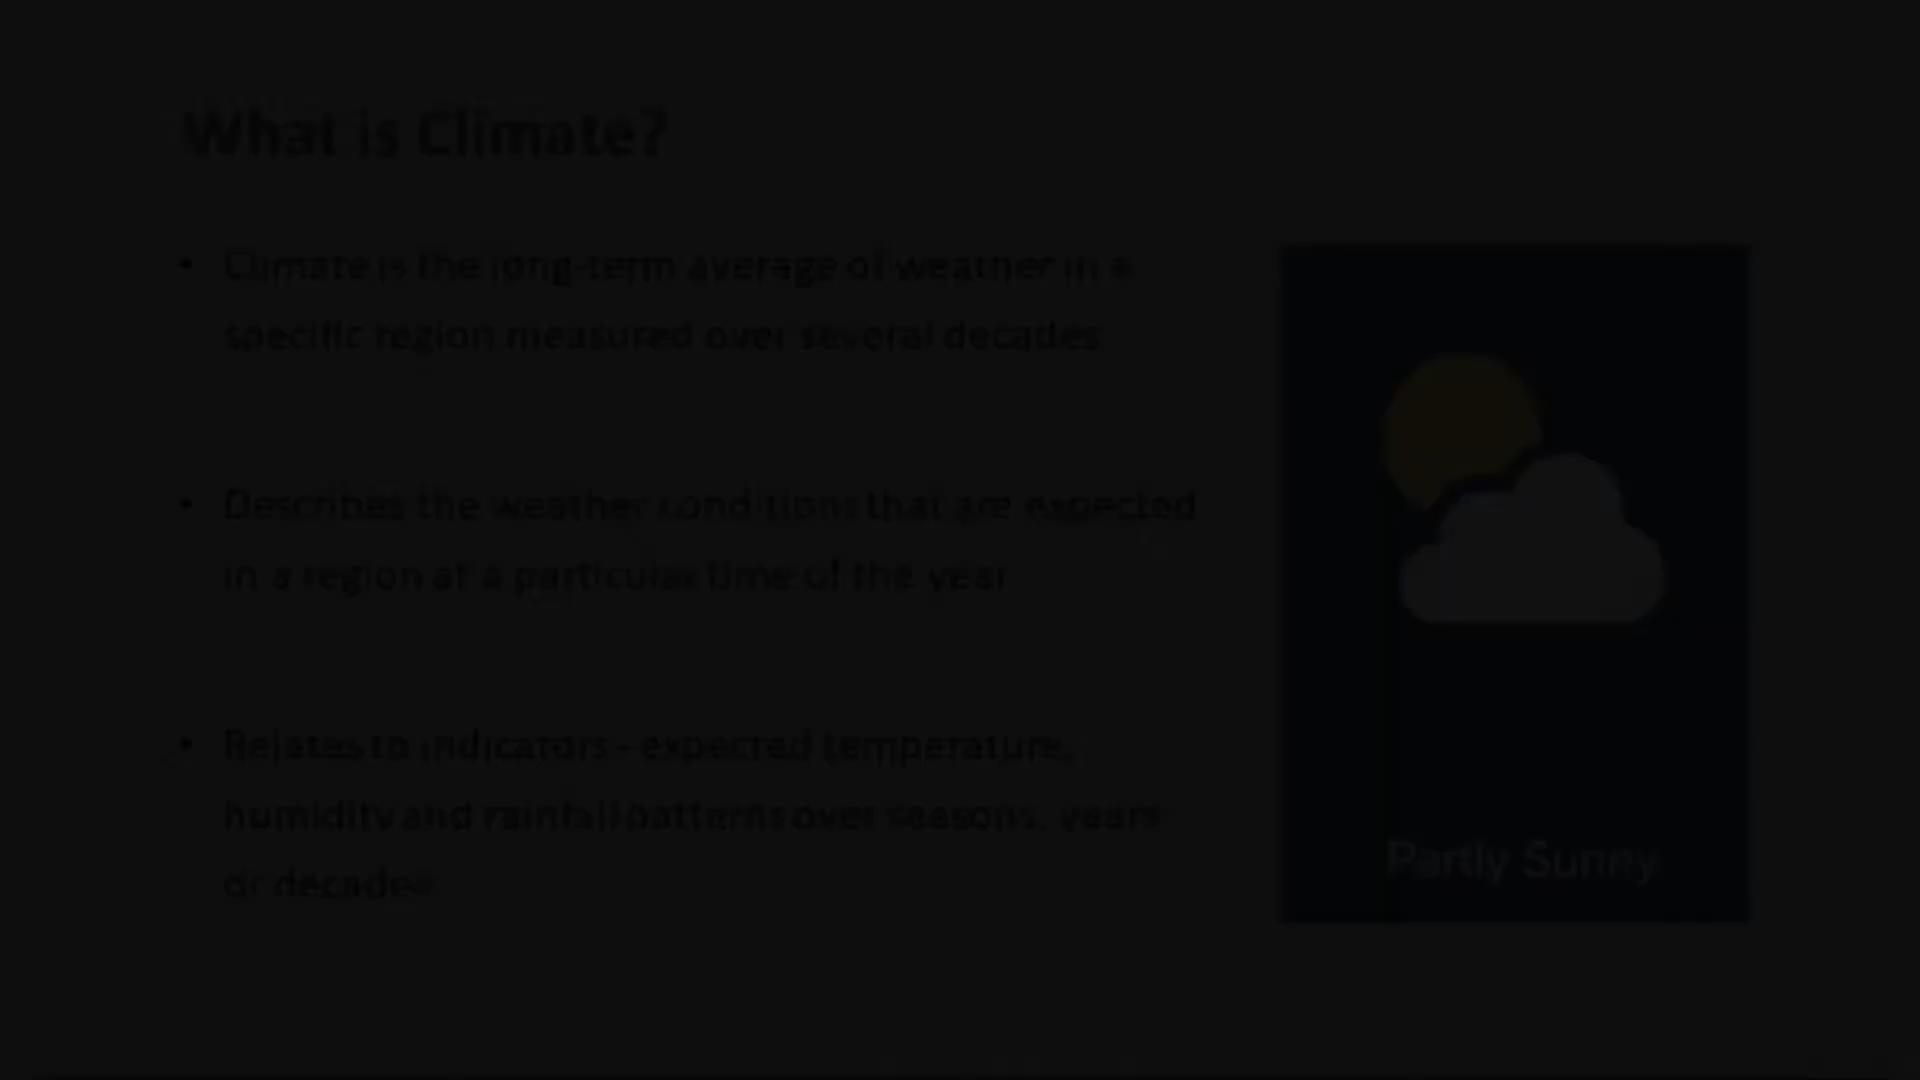 What is Climate?
• Climate is the long-term average of weather in a
specific region measured over several decades
• Describes the weather conditions that are expected
in a region at a particular time of the year
• Relates to indicators - expected temperature,
humidity and rainfall patterns over seasons, years
or decades
Partly Sunny